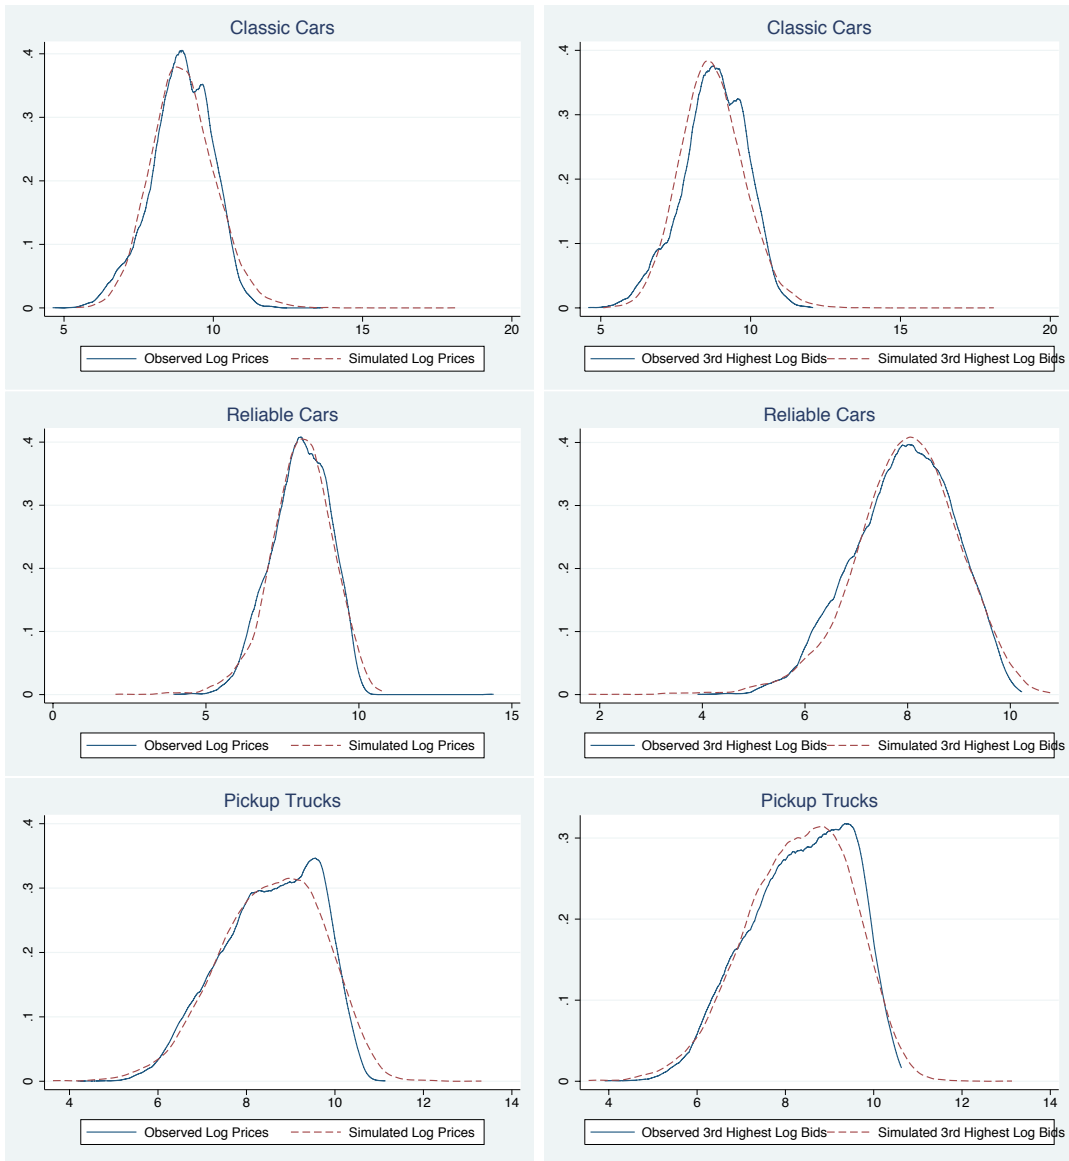 Classic Cars
.4
.3
.2
.1
0
5 10 15 20
Observed Log Prices Simulated Log Prices
Classic Cars
.4
.3
.2
.1
0
5 10 15 20
Observed 3rd Highest Log Bids Simulated 3rd Highest Log Bids
Reliable Cars
.4
.3
.2
.1
0
0 5 10 15
Observed Log Prices Simulated Log Prices
Reliable Cars
.4
.3
.2
.1
0
2 4 6 8 10
Observed 3rd Highest Log Bids Simulated 3rd Highest Log Bids
Pickup Trucks
.4
.3
.2
.1
0
4 6 8 10 12 14
Observed Log Prices Simulated Log Prices
Pickup Trucks
.3
.2
.1
0
4 6 8 10 12 14
Observed 3rd Highest Log Bids Simulated 3rd Highest Log Bids